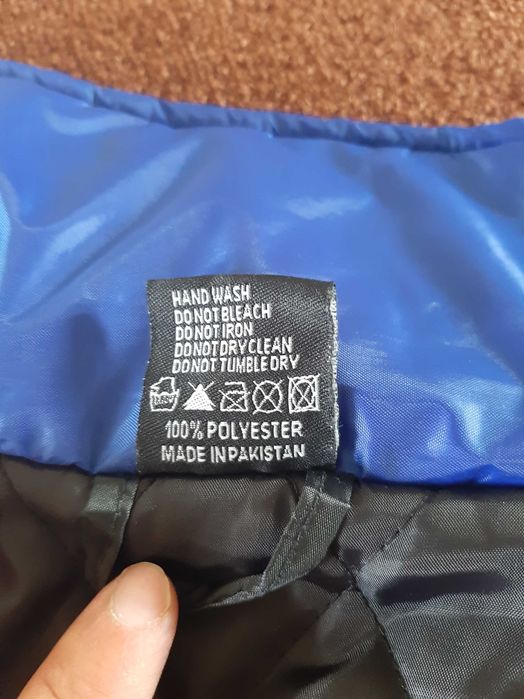 HAND WASH
DO NOT BLEACH
DO NOT IRON
DO NOT DRY CLEAN
DO NOT TUMBLE DRY
100% POLYESTER
MADE IN PAKISTAN